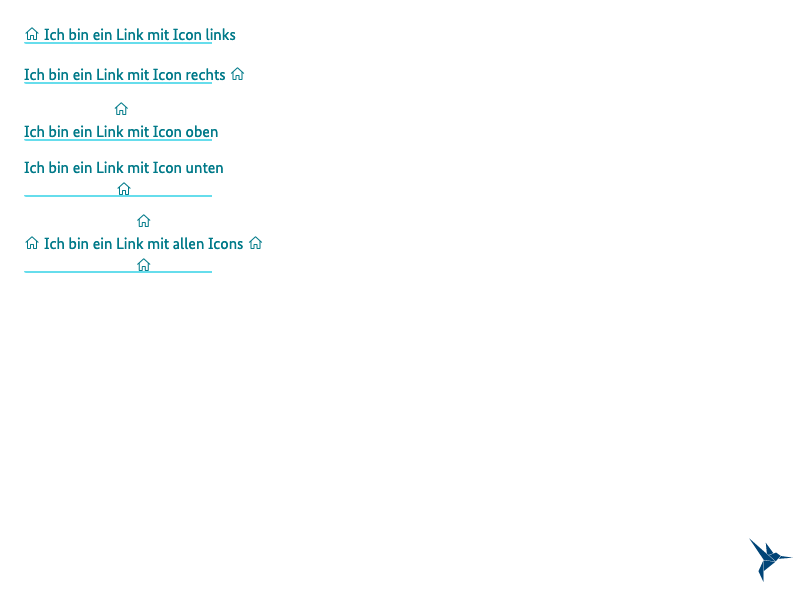 Ich bin ein Link mit Icon links
Ich bin ein Link mit Icon rechts
Ich bin ein Link mit Icon oben
Ich bin ein Link mit Icon unten
Ich bin ein Link mit allen Icons